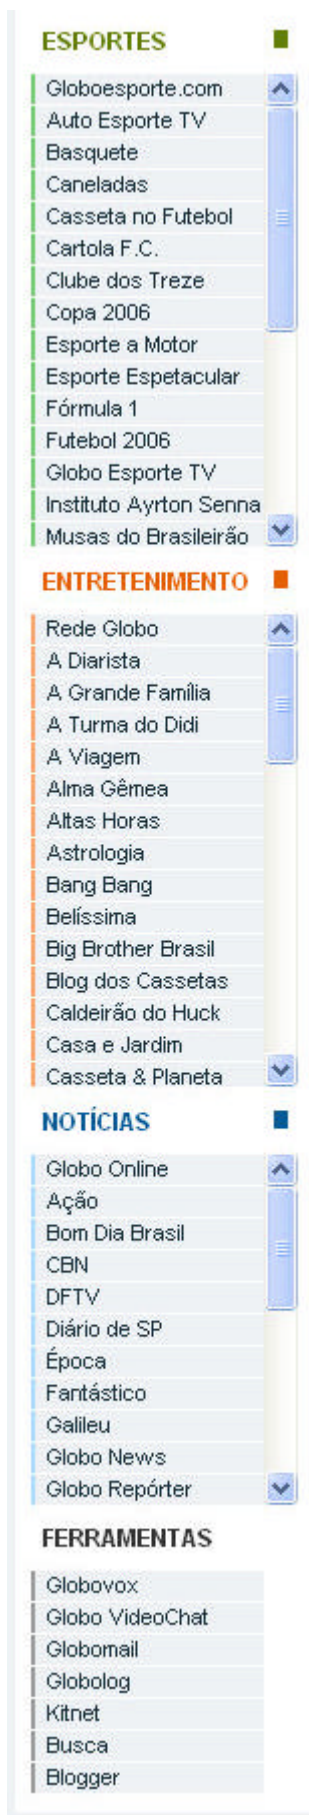 ESPORTES
Globoesporte.com
Auto Esporte TV
Basquete
Caneladas
Casseta no Futebol
Cartola F.C.
Clube dos Treze
Copa 2006
Esporte a Motor
Esporte Espetacular
Fórmula 1
Futebol 2006
Globo Esporte TV
Instituto Ayrton Senna
Musas do Brasileirão
ENTRETENIMENTO
Rede Globo
A Diarista
A Grande Família
A Turma do Didi
A Viagem
Alma Gêmea
Altas Horas
Astrologia
Bang Bang
Belíssima
Big Brother Brasil
Blog dos Cassetas
Caldeirão do Huck
Casa e Jardim
Casseta & Planeta
NOTÍCIAS
Globo Online
Ação
Bom Dia Brasil
CBN
DFTV
Diário de SP
Época
Fantástico
Galileu
Globo News
Globo Repórter
FERRAMENTAS
Globovox
Globo VideoChat
Globomail
Globolog
Kitnet
Busca
Blogger